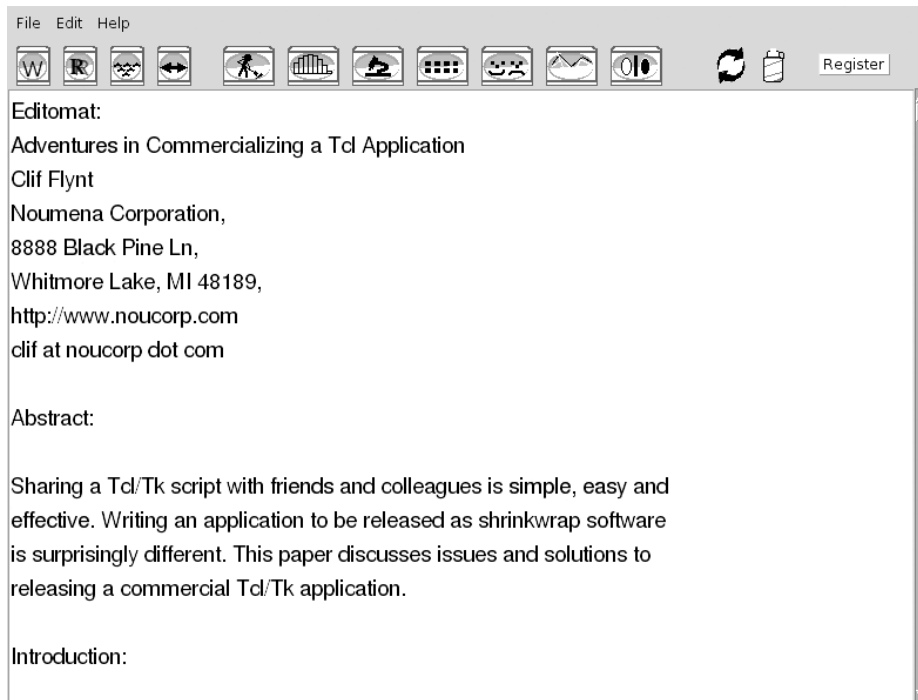 File Edit Help
W R Register
Editomat:
Adventures in Commercializing a Tcl Application
Clif Flynt
Noumena Corporation,
8888 Black Pine Ln,
Whitmore Lake, MI 48189,
http://www.noucorp.com
clif at noucorp dot com
Abstract:
Sharing a Tcl/Tk script with friends and colleagues is simple, easy and
effective. Writing an application to be released as shrinkwrap software
is surprisingly different. This paper discusses issues and solutions to
releasing a commercial Tcl/Tk application.
Introduction: